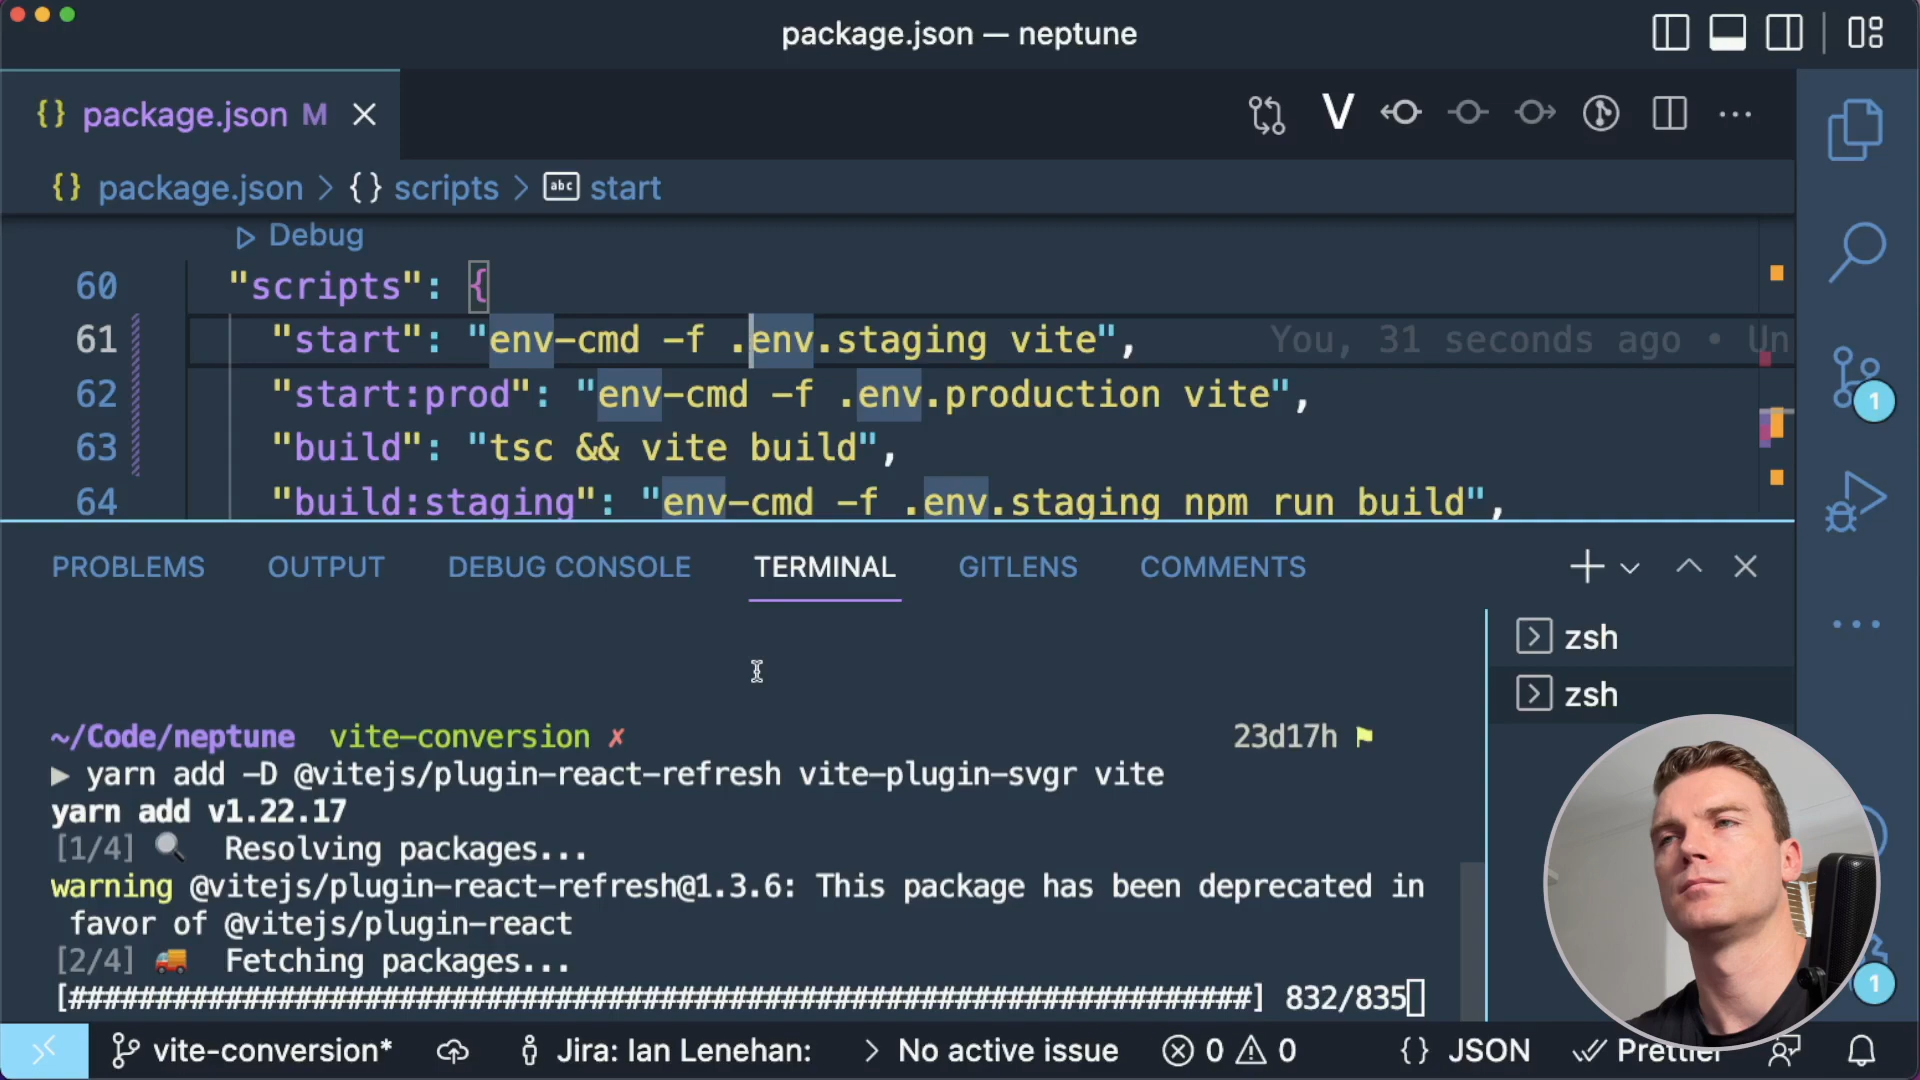 package.json — neptune
{} package.json M
V
{} package.json > {} scripts > abc start
Debug
60 "scripts": {
61 "start": "env-cmd -f .env.staging vite", You, 31 seconds ago • Un
62 "start:prod": "env-cmd -f .env.production vite",
63 "build": "tsc && vite build",
64 "build:staging": "env-cmd -f .env.staging npm run build",
1
PROBLEMS OUTPUT DEBUG CONSOLE TERMINAL GITLENS COMMENTS
zsh
zsh
~/Code/neptune vite-conversion ✗ 23d17h
▶ yarn add -D @vitejs/plugin-react-refresh vite-plugin-svgr vite
yarn add v1.22.17
[1/4] 🔍 Resolving packages...
warning @vitejs/plugin-react-refresh@1.3.6: This package has been deprecated in
favor of @vitejs/plugin-react
[2/4] 🚚 Fetching packages...
[####################################################################] 832/835
1
vite-conversion* Jira: Ian Lenehan: > No active issue 0 0 {} JSON Prettier